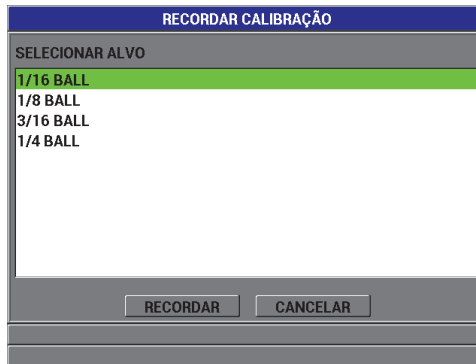 RECORDAR CALIBRAÇÃO
SELECIONAR ALVO
1/16 BALL
1/8 BALL
3/16 BALL
1/4 BALL
RECORDAR CANCELAR